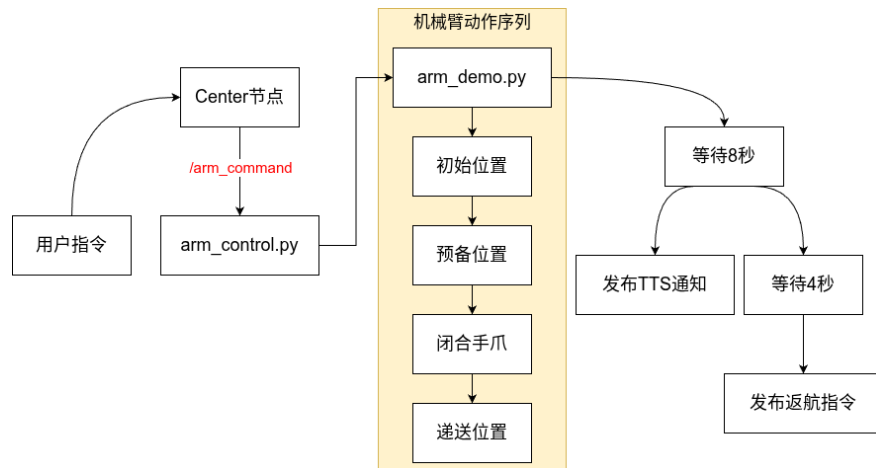 机械臂动作序列
arm_demo.py
Center节点
/arm_command
用户指令
arm_control.py
初始位置
预备位置
闭合手爪
递送位置
等待8秒
发布TTS通知
等待4秒
发布返航指令